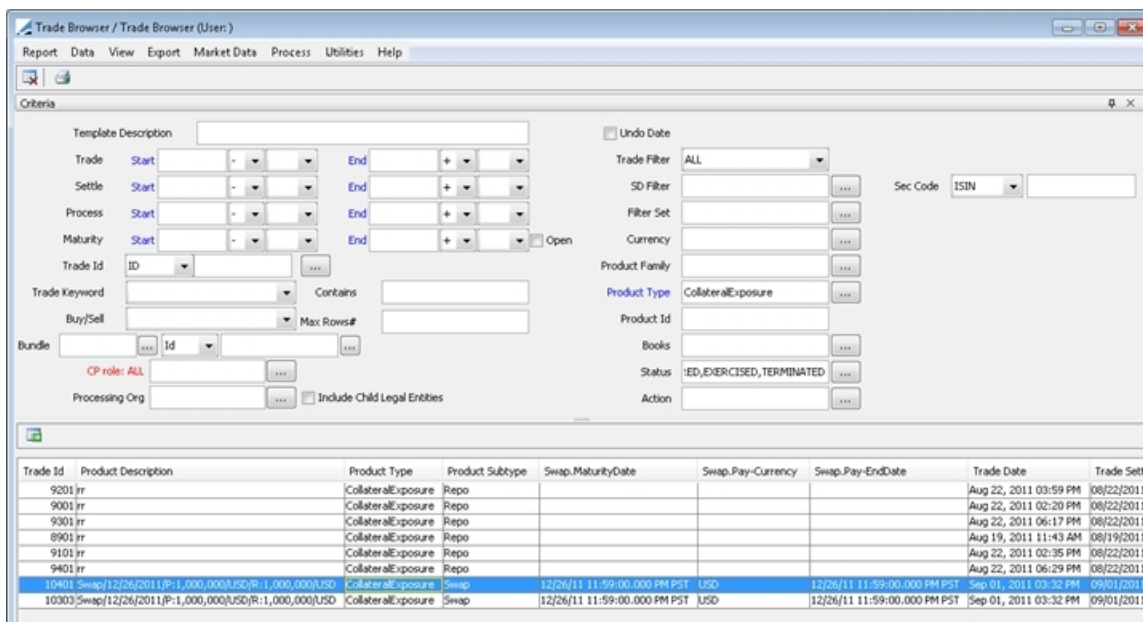 Trade Browser / Trade Browser (User: )
Report Data View Export Market Data Process Utilities Help
Criteria
Template Description Undo Date
Trade Start - End + Trade Filter ALL
Settle Start - End + SD Filter ... Sec Code ISIN
Process Start - End + Filter Set ...
Maturity Start - End + Open Currency ...
Trade Id ID ... Product Family ...
Trade Keyword Contains Product Type CollateralExposure ...
Buy/Sell Max Rows# Product Id
Bundle ... Id ... Books ...
CP role: ALL ... Status ED,EXERCISED,TERMINATED ...
Processing Org ... Include Child Legal Entities Action ...
Trade Id Product Description Product Type Product Subtype Swap.MaturityDate Swap.Pay-Currency Swap.Pay-EndDate Trade Date Trade Sett
9201 rr CollateralExposure Repo Aug 22, 2011 03:59 PM 08/22/2011
9001 rr CollateralExposure Repo Aug 22, 2011 02:20 PM 08/22/2011
9301 rr CollateralExposure Repo Aug 22, 2011 06:17 PM 08/22/2011
8901 rr CollateralExposure Repo Aug 19, 2011 11:43 AM 08/19/2011
9101 rr CollateralExposure Repo Aug 22, 2011 02:35 PM 08/22/2011
9401 rr CollateralExposure Repo Aug 22, 2011 06:29 PM 08/22/2011
10401 Swap/12/26/2011/P:1,000,000/USD/R:1,000,000/USD CollateralExposure Swap 12/26/11 11:59:00.000 PM PST USD 12/26/11 11:59:00.000 PM PST Sep 01, 2011 03:32 PM 09/01/2011
10303 Swap/12/26/2011/P:1,000,000/USD/R:1,000,000/USD CollateralExposure Swap 12/26/11 11:59:00.000 PM PST USD 12/26/11 11:59:00.000 PM PST Sep 01, 2011 03:32 PM 09/01/2011